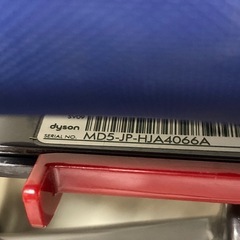 dyson
SERIAL NO.
MD5-JP-HJA4066A